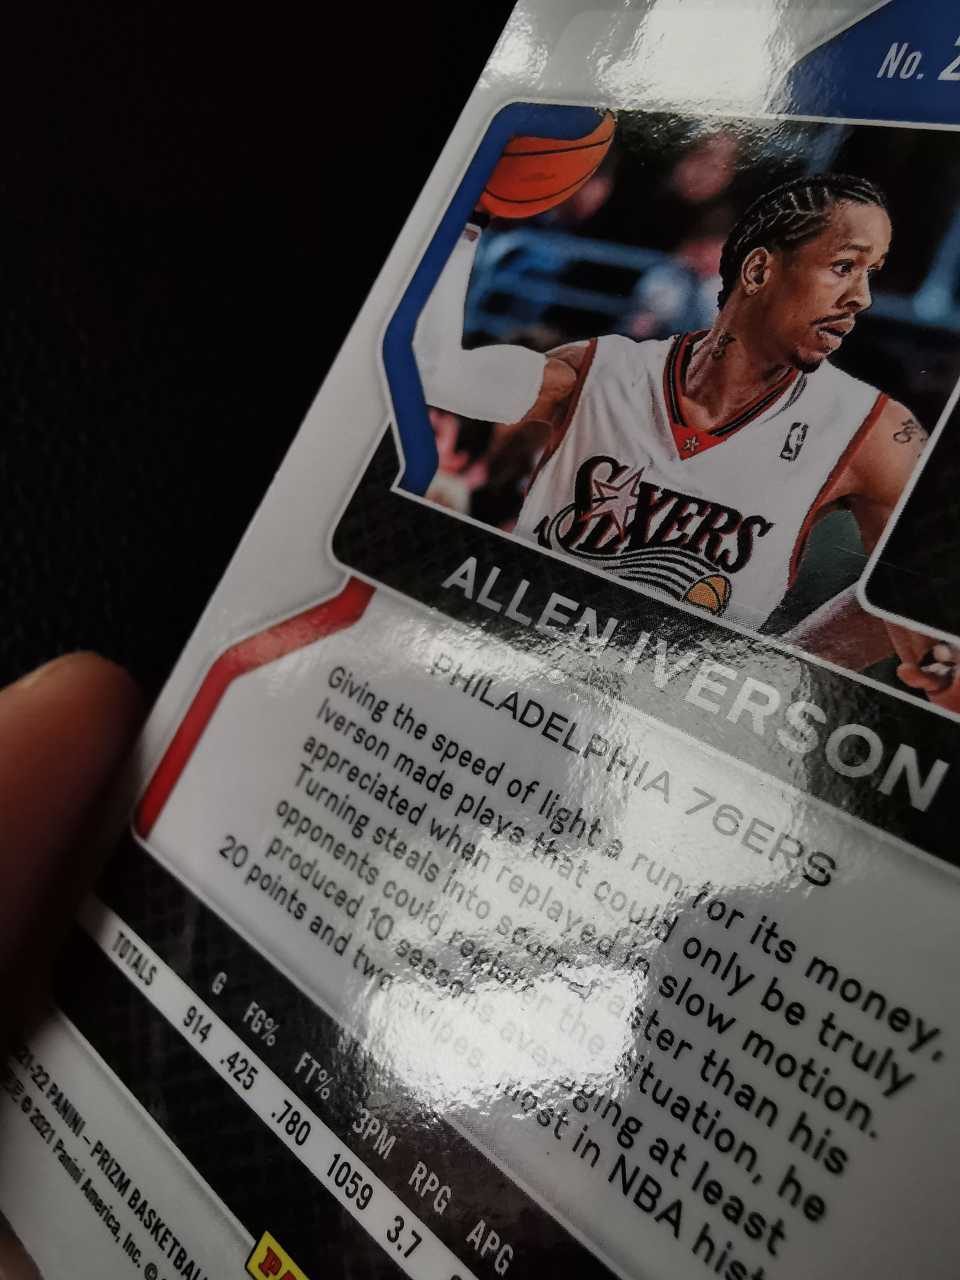 No.
SIXERS
ALLEN IVERSON
PHILADELPHIA 76ERS
Giving the speed of light a run for its money,
Iverson made plays that could only be truly
appreciated when replayed in slow motion.
Turning steals into scores faster than his
opponents could register the situation, he
produced 10 seasons averaging at least
20 points and two swipes, most in NBA
G FG% FT% 3PM RPG APG
TOTALS 914 .425 .780 1059 3.7
21-22 PANINI – PRIZM BASKETBALL
© 2021 Panini America, Inc. ©